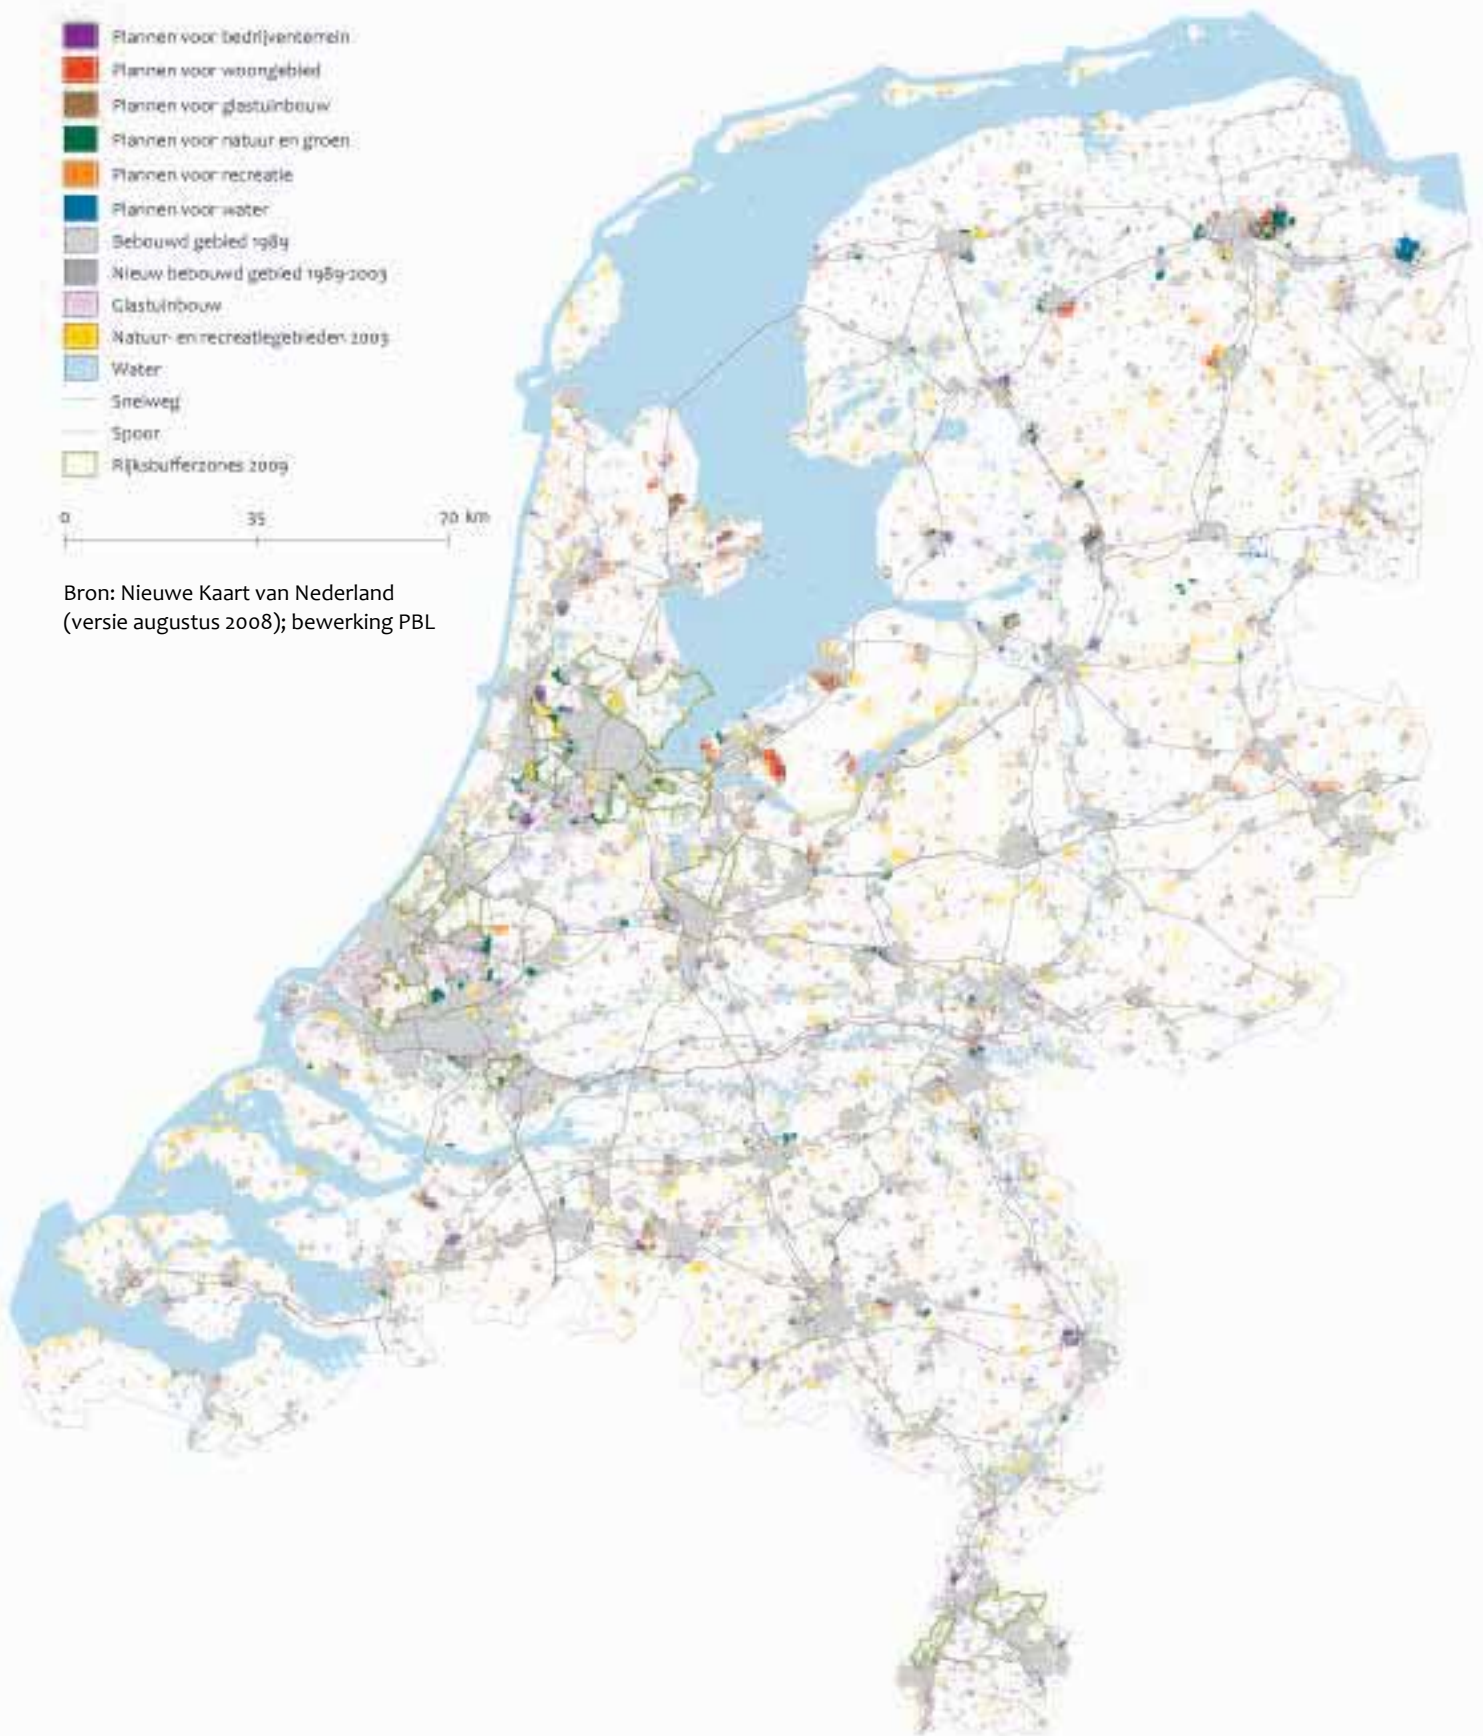 Plannen voor bedrijventerrein
Plannen voor woongebied
Plannen voor glastuinbouw
Plannen voor natuur en groen
Plannen voor recreatie
Plannen voor water
Bebouwd gebied 1989
Nieuw bebouwd gebied 1989-2003
Glastuinbouw
Natuur- en recreatiegebieden 2003
Water
Snelweg
Spoor
Rijksbufferzones 2009
0 35 70 km
Bron: Nieuwe Kaart van Nederland
(versie augustus 2008); bewerking PBL